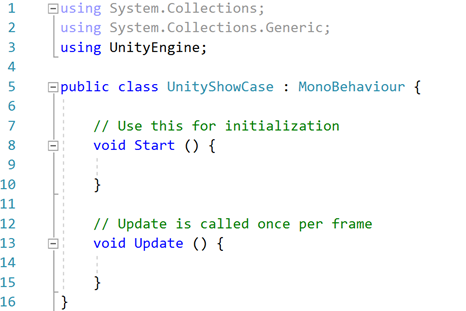 1 using System.Collections;
2 using System.Collections.Generic;
3 using UnityEngine;
4
5 public class UnityShowCase : MonoBehaviour {
6
7     // Use this for initialization
8     void Start () {
9
10     }
11
12     // Update is called once per frame
13     void Update () {
14
15     }
16 }